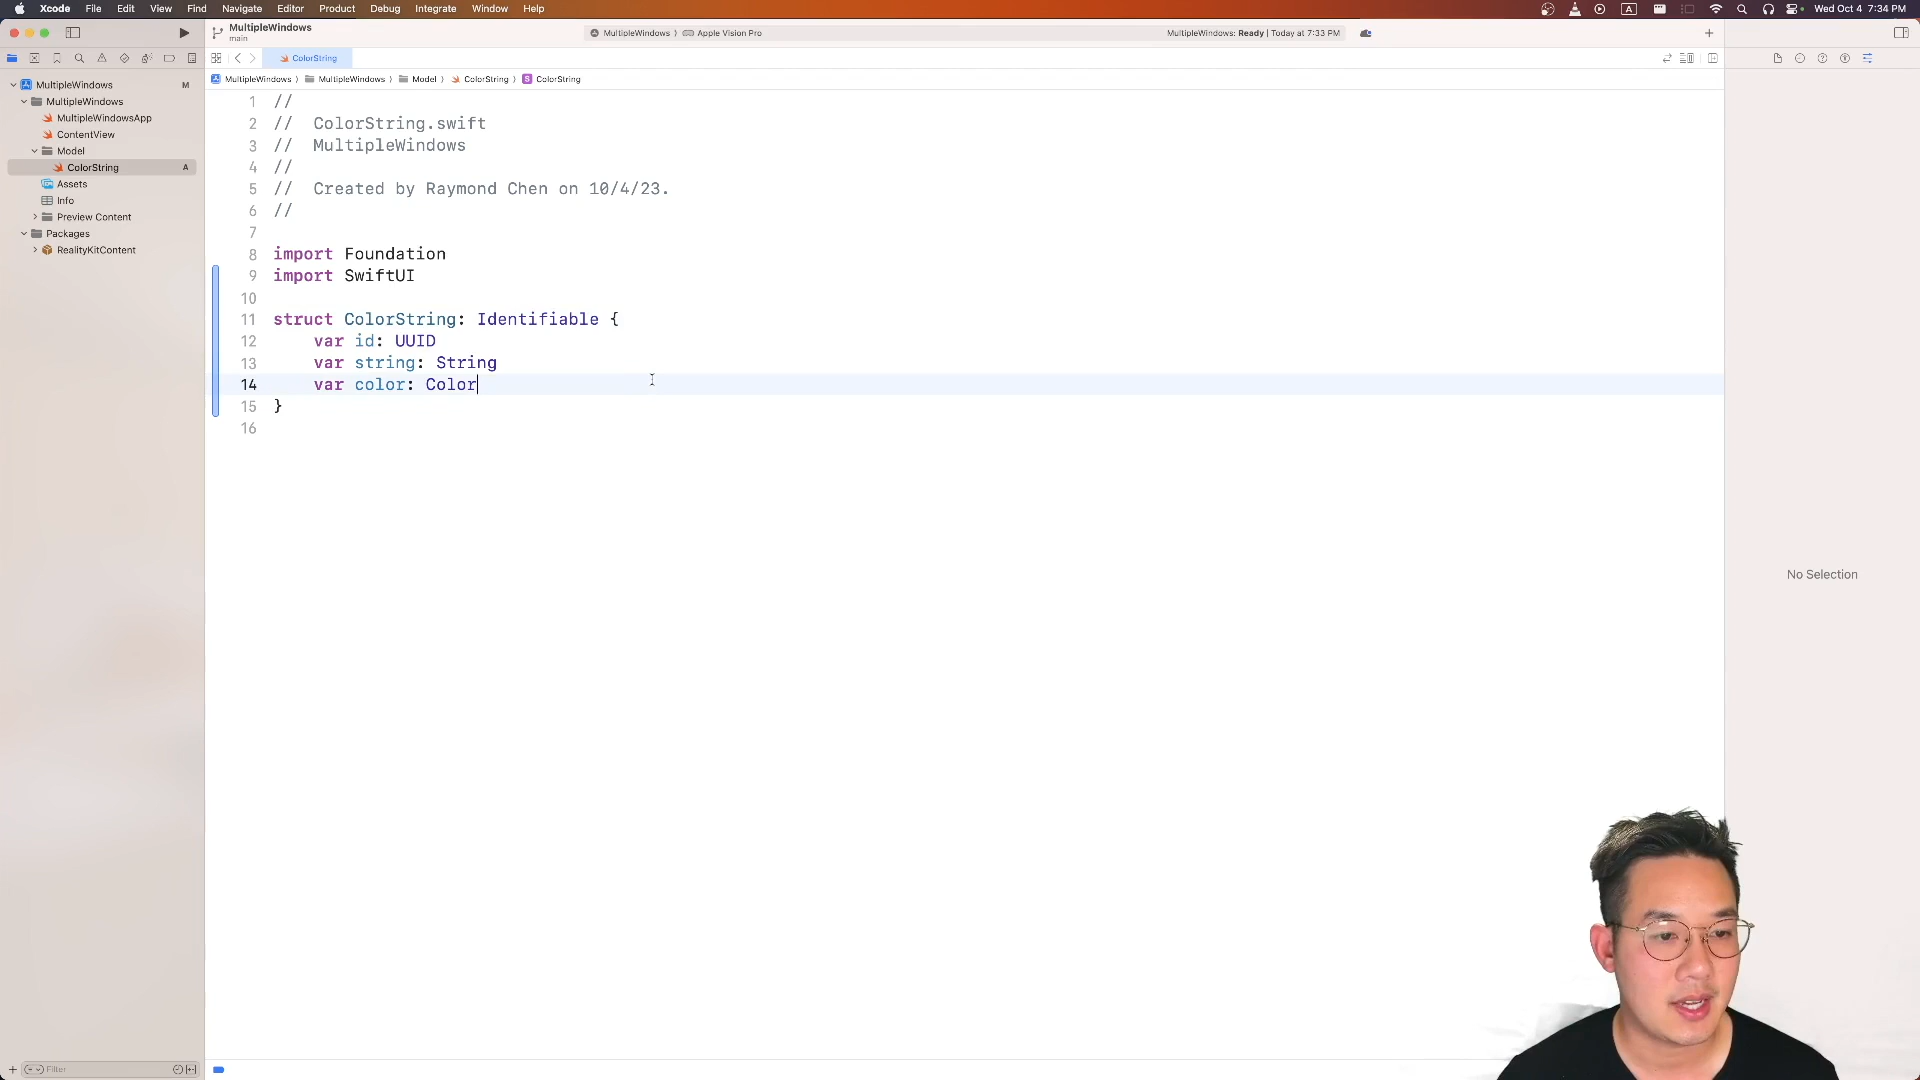 Xcode File Edit View Find Navigate Editor Product Debug Integrate Window Help
A Wed Oct 4 7:34 PM
MultipleWindows
main
MultipleWindows 〉 Apple Vision Pro
MultipleWindows: Ready | Today at 7:33 PM
ColorString
MultipleWindows 〉 MultipleWindows 〉 Model 〉 ColorString 〉 S ColorString
MultipleWindows M
MultipleWindows
MultipleWindowsApp
ContentView
Model
ColorString A
Assets
Info
Preview Content
Packages
RealityKitContent
1 //
2 //  ColorString.swift
3 //  MultipleWindows
4 //
5 //  Created by Raymond Chen on 10/4/23.
6 //
7
8 import Foundation
9 import SwiftUI
10
11 struct ColorString: Identifiable {
12     var id: UUID
13     var string: String
14     var color: Color
15 }
16
No Selection
Filter